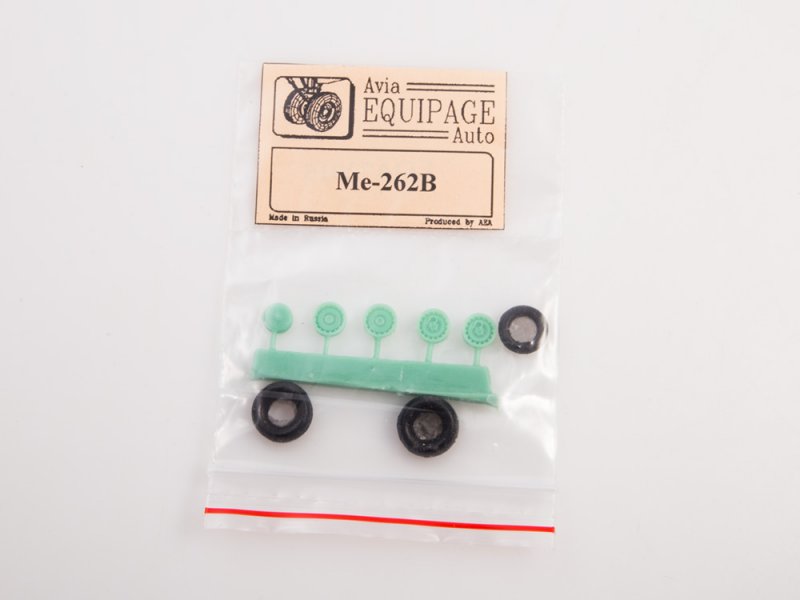 Avia
EQUIPAGE
Auto
Me-262B
Made in Russia
Produced by AEA